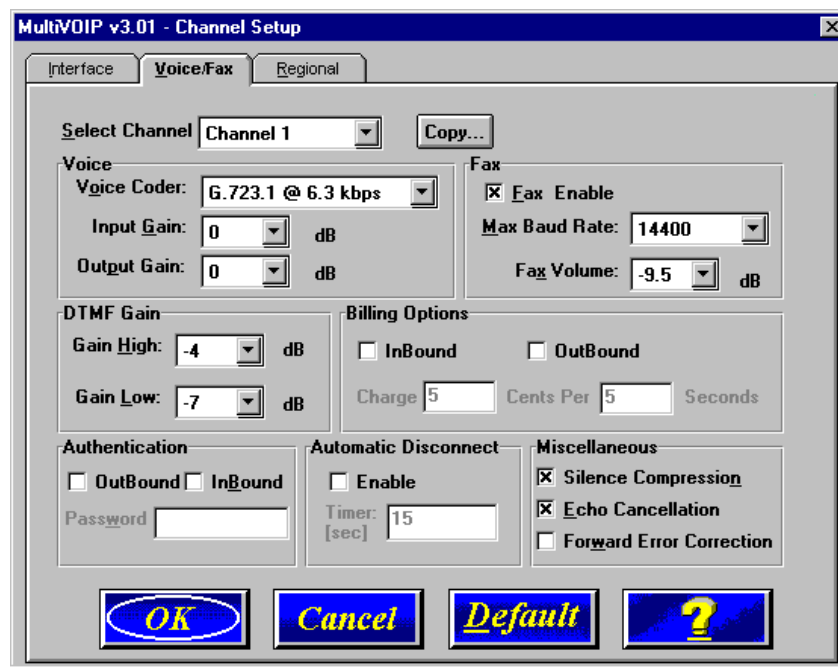 MultiVOIP v3.01 - Channel Setup
Interface
Voice/Fax
Regional
Select Channel Channel 1 Copy...
Voice
Voice Coder: G.723.1 @ 6.3 kbps
Input Gain: 0 dB
Output Gain: 0 dB
Fax
Fax Enable
Max Baud Rate: 14400
Fax Volume: -9.5 dB
DTMF Gain
Gain High: -4 dB
Gain Low: -7 dB
Billing Options
InBound OutBound
Charge 5 Cents Per 5 Seconds
Authentication
OutBound InBound
Password
Automatic Disconnect
Enable
Timer: 15
[sec]
Miscellaneous
Silence Compression
Echo Cancellation
Forward Error Correction
OK Cancel Default ?